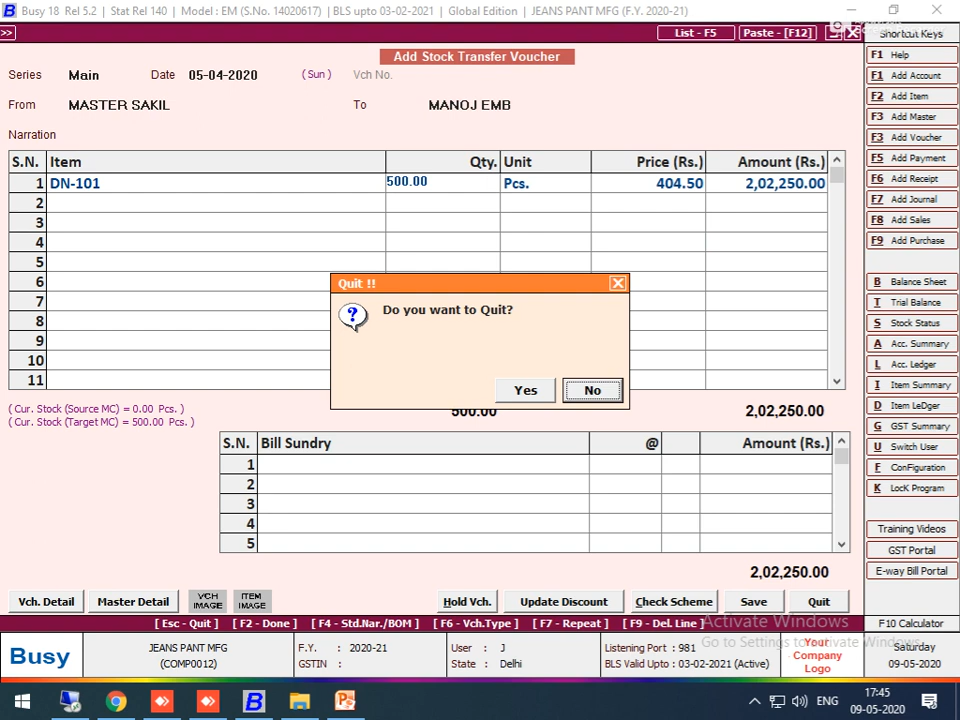 Busy 18 Rel 5.2 | Stat Rel 140 | Model : EM (S.No. 14020617) | BLS upto 03-02-2021 | Global Edition | JEANS PANT MFG (F.Y. 2020-21)
>> List - F5 Paste - [F12] Shortcut Keys
Add Stock Transfer Voucher
Series Main Date 05-04-2020 (Sun) Vch No.
From MASTER SAKIL To MANOJ EMB
Narration
S.N. Item Qty. Unit Price (Rs.) Amount (Rs.)
1 DN-101 500.00 Pcs. 404.50 2,02,250.00
2
3
4
5
6
7
8
9
10
11
Quit !!
Do you want to Quit?
Yes No
500.00 2,02,250.00
( Cur. Stock (Source MC) = 0.00 Pcs. )
( Cur. Stock (Target MC) = 500.00 Pcs. )
S.N. Bill Sundry @ Amount (Rs.)
1
2
3
4
5
2,02,250.00
Vch. Detail Master Detail VCH IMAGE ITEM IMAGE Hold Vch. Update Discount Check Scheme Save Quit
[ Esc - Quit ] [ F2 - Done ] [ F4 - Std.Nar./BOM ] [ F6 - Vch.Type ] [ F7 - Repeat ] [ F9 - Del. Line ]
F1 Help
F1 Add Account
F2 Add Item
F3 Add Master
F3 Add Voucher
F5 Add Payment
F6 Add Receipt
F7 Add Journal
F8 Add Sales
F9 Add Purchase
B Balance Sheet
T Trial Balance
S Stock Status
A Acc. Summary
L Acc. Ledger
I Item Summary
D Item LeDger
G GST Summary
U Switch User
F ConFiguration
K LocK Program
Training Videos
GST Portal
E-way Bill Portal
F10 Calculator
Activate Windows
Go to Settings to activate Windows.
Busy
JEANS PANT MFG
(COMP0012)
F.Y. : 2020-21
GSTIN :
User : J
State : Delhi
Listening Port : 981
BLS Valid Upto : 03-02-2021 (Active)
Your
Company
Logo
Saturday
09-05-2020
ENG
17:45
09-05-2020